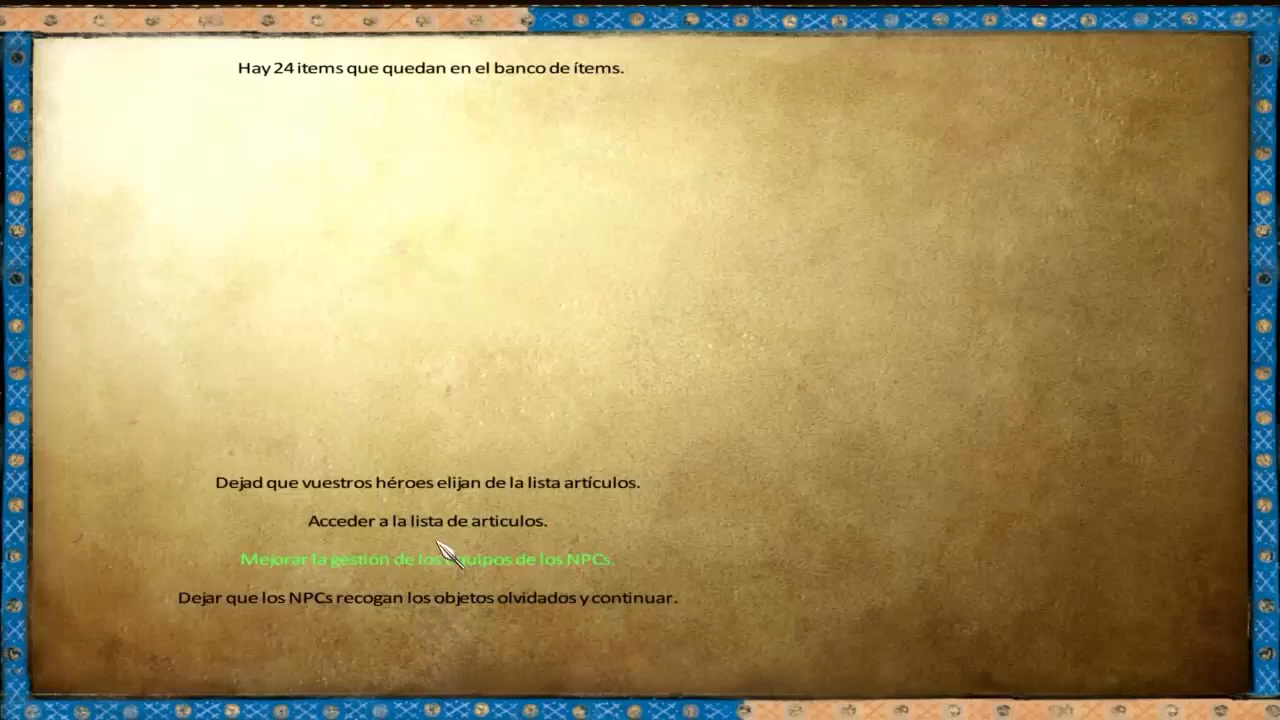 Hay 24 items que quedan en el banco de ítems.
Dejad que vuestros héroes elijan de la lista artículos.
Acceder a la lista de articulos.
Mejorar la gestión de los equipos de los NPCs.
Dejar que los NPCs recogan los objetos olvidados y continuar.